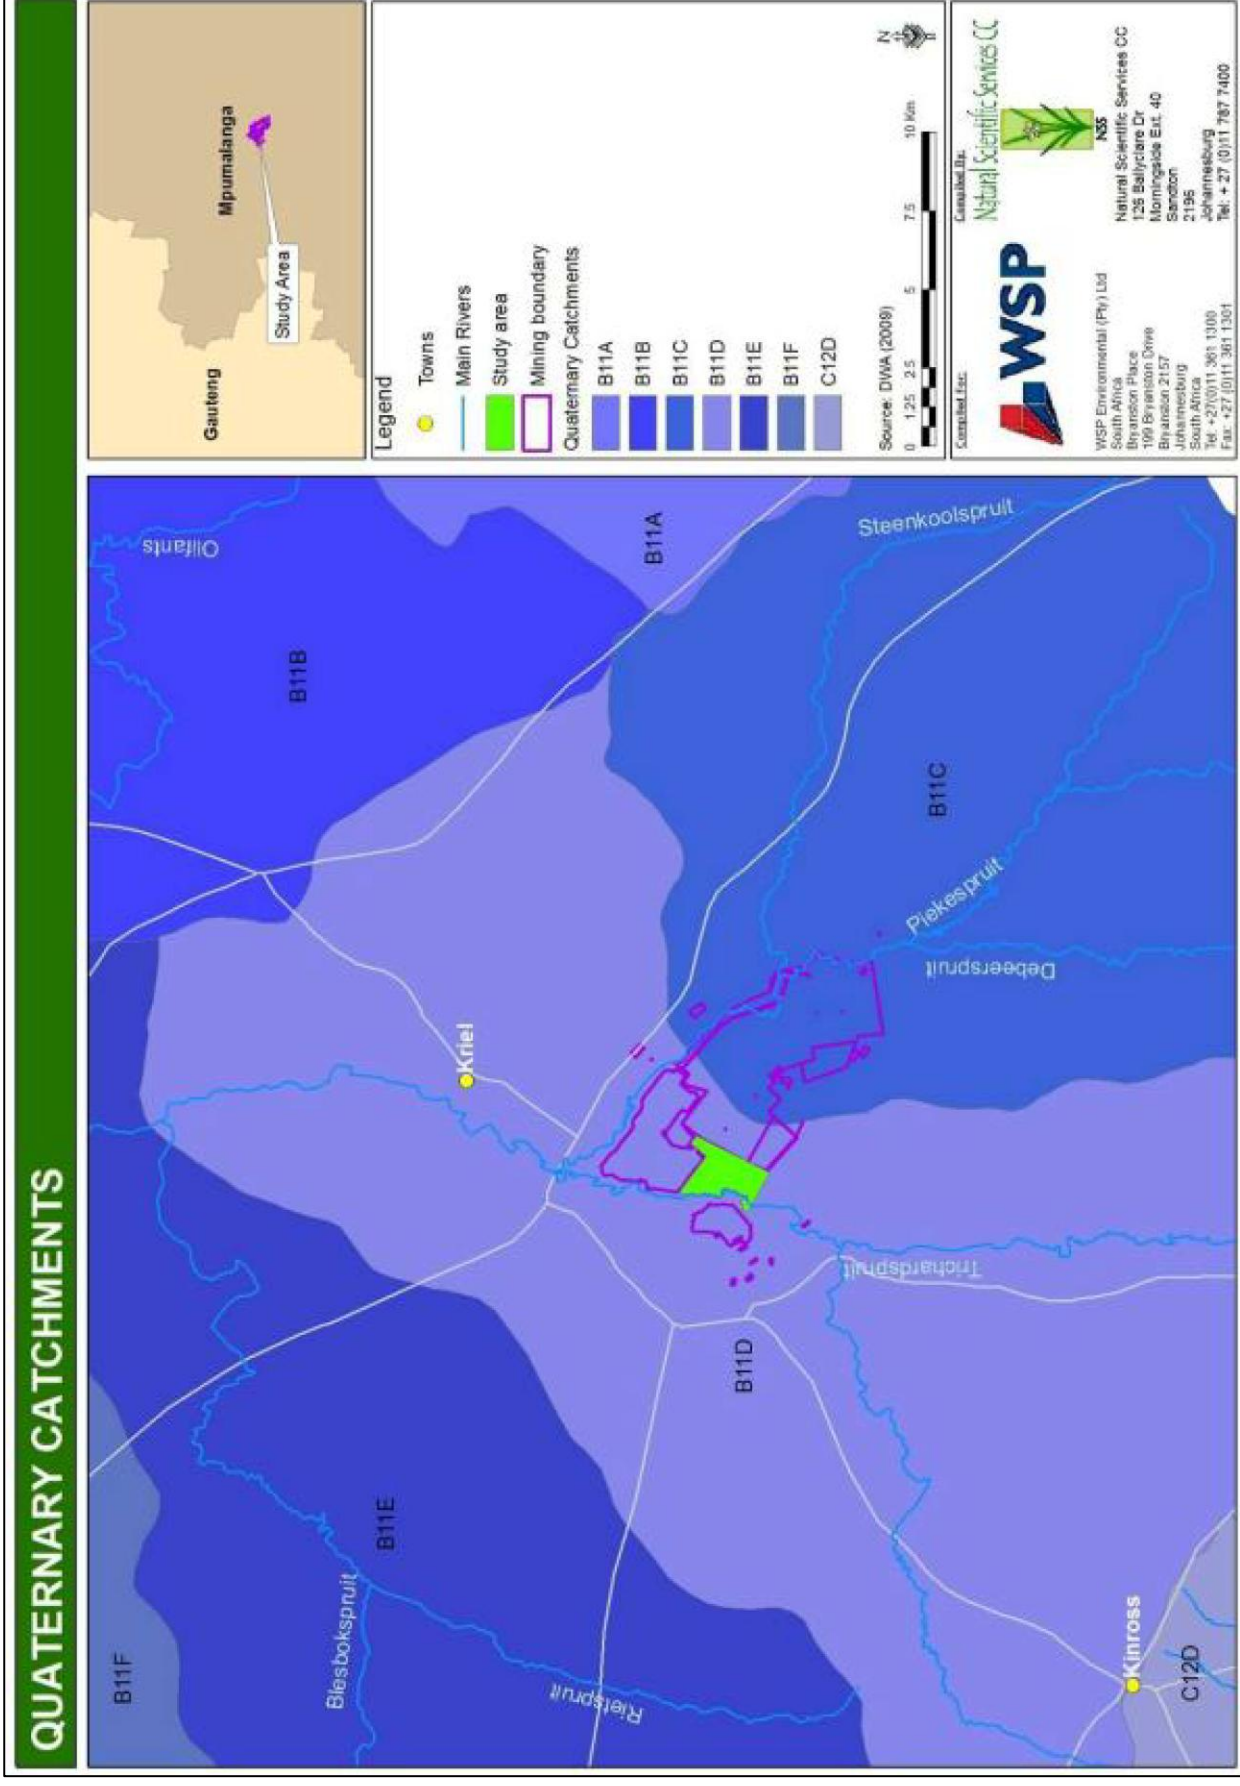 QUATERNARY CATCHMENTS
B11F
Blesbokspruit
B11E
Rietspruit
Kinross
C12D
B11D
Trichardspruit
Kriel
Debeerspruit
Piekespruit
B11C
B11B
Olifants
B11A
Steenkoolspruit
Gauteng
Mpumalanga
Study Area
Legend
Towns
Main Rivers
Study area
Mining boundary
Quaternary Catchments
B11A
B11B
B11C
B11D
B11E
B11F
C12D
Source: DWA (2009)
0 1.25 2.5 5 7.5 10 Km
N
Compiled For:
WSP
WSP Environmental (Pty) Ltd
South Africa
Bryanston Place
199 Bryanston Drive
Bryanston 2157
Johannesburg
South Africa
Tel: +27(0)11 361 1300
Fax: +27 (0)11 361 1301
Compiled By:
Natural Scientific Services CC
NSS
Natural Scientific Services CC
126 Ballyclare Dr
Morningside Ext. 40
Sandton
2196
Johannesburg
Tel: + 27 (0)11 787 7400